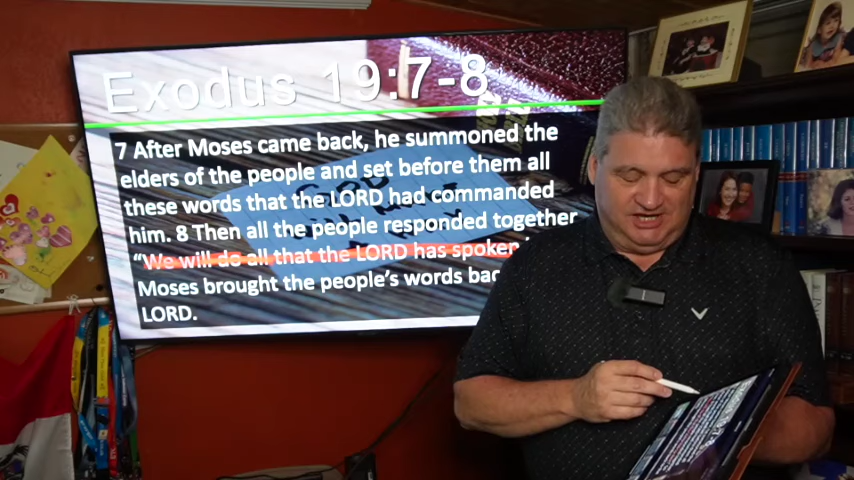 Exodus 19:7-8
7 After Moses came back, he summoned the
elders of the people and set before them all
these words that the LORD had commanded
him. 8 Then all the people responded together
“We will do all that the LORD has spoken
Moses brought the people’s words
LORD.